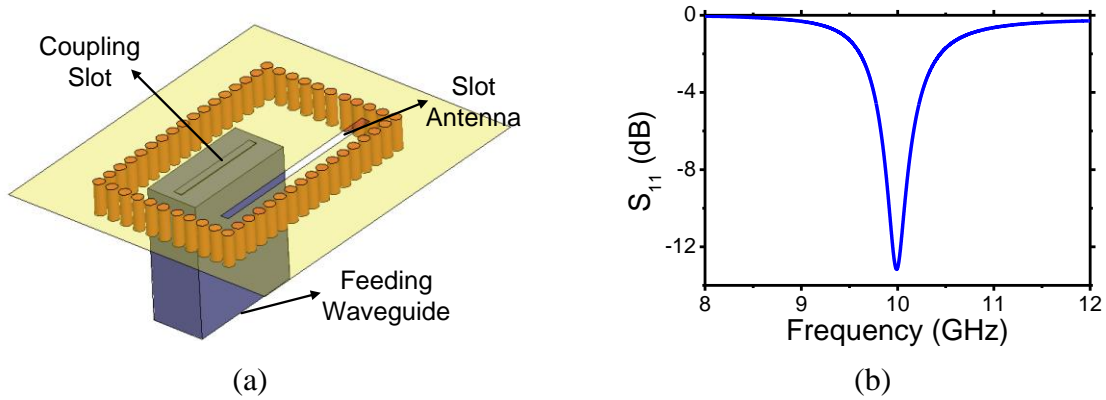 Coupling
Slot
Slot
Antenna
Feeding
Waveguide
(a)
0
-4
-8
-12
S11 (dB)
8
9
10
11
12
Frequency (GHz)
(b)